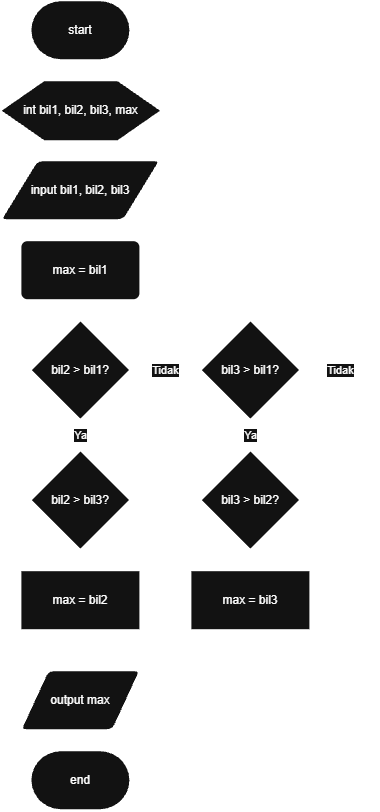 start
int bil1, bil2, bil3, max
input bil1, bil2, bil3
max = bil1
bil2 > bil1?
Tidak
bil3 > bil1?
Tidak
Ya
Ya
bil2 > bil3?
bil3 > bil2?
max = bil2
max = bil3
output max
end